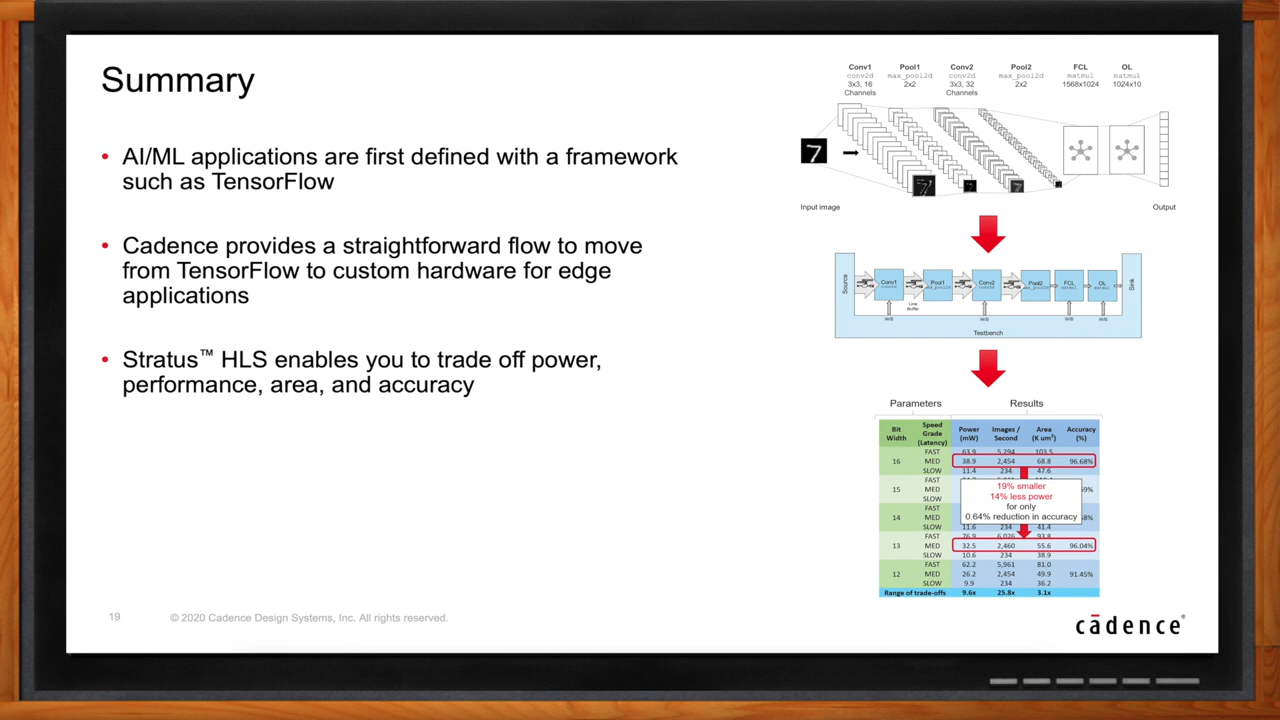 Summary
• AI/ML applications are first defined with a framework
such as TensorFlow
• Cadence provides a straightforward flow to move
from TensorFlow to custom hardware for edge
applications
• Stratus™ HLS enables you to trade off power,
performance, area, and accuracy
Conv1 Pool1 Conv2 Pool2 FCL OL
conv2d max_pool2d conv2d max_pool2d matmul matmul
3x3, 16 2x2 3x3, 32 2x2 1568x1024 1024x10
Channels Channels
Input image Output
Source Conv1 Pool1 Conv2 Pool2 FCL OL Sink
conv2d max_pool2d conv2d max_pool2d matmul matmul
Line
Buffer
W/B W/B W/B W/B
Testbench
Parameters Results
Bit Width Speed Grade (Latency) Power (mW) Images / Second Area (K um²) Accuracy (%)
FAST 63.9 5,294 103.5
16 MED 38.9 2,454 68.8 96.68%
SLOW 11.4 234 47.6
FAST
15 MED
SLOW
19% smaller
14% less power
for only
0.64% reduction in accuracy
FAST
14 MED
SLOW 11.6 234 41.4
FAST 76.9 6,026 93.8
13 MED 32.5 2,460 55.6 96.04%
SLOW 10.6 234 38.9
FAST 62.2 5,961 81.0
12 MED 26.2 2,454 49.9 91.45%
SLOW 9.9 234 36.2
Range of trade-offs 9.6x 25.8x 3.1x
19 © 2020 Cadence Design Systems, Inc. All rights reserved.
cādence®